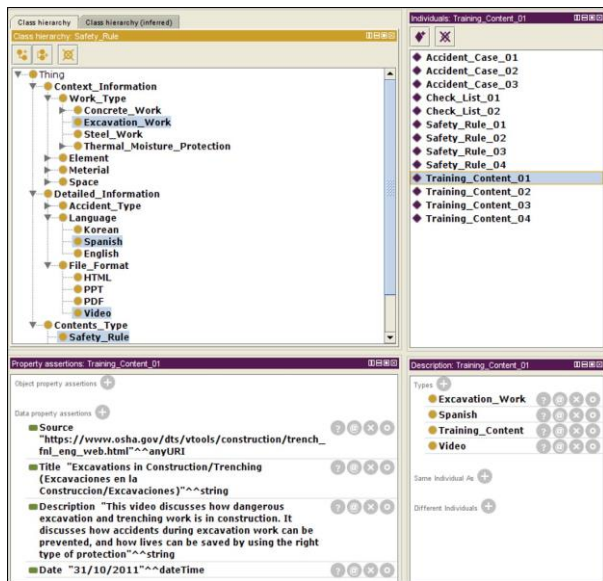 Class hierarchy
Class hierarchy (inferred)
Class hierarchy: Safety_Rule
Thing
Context_Information
Work_Type
Concrete_Work
Excavation_Work
Steel_Work
Thermal_Moisture_Protection
Element
Meterial
Space
Detailed_Information
Accident_Type
Language
Korean
Spanish
English
File_Format
HTML
PPT
PDF
Video
Contents_Type
Safety_Rule
Individuals: Training_Content_01
Accident_Case_01
Accident_Case_02
Accident_Case_03
Check_List_01
Check_List_02
Safety_Rule_01
Safety_Rule_02
Safety_Rule_03
Safety_Rule_04
Training_Content_01
Training_Content_02
Training_Content_03
Training_Content_04
Property assertions: Training_Content_01
Object property assertions
Data property assertions
Source
"https://www.osha.gov/dts/vtools/construction/trench_
fnl_eng_web.html"^^anyURI
Title "Excavations in Construction/Trenching
(Excavaciones en la
Construccion/Excavaciones)"^^string
Description "This video discusses how dangerous
excavation and trenching work is in construction. It
discusses how accidents during excavation work can be
prevented, and how lives can be saved by using the right
type of protection"^^string
Date "31/10/2011"^^dateTime
Description: Training_Content_01
Types
Excavation_Work
Spanish
Training_Content
Video
Same Individual As
Different Individuals